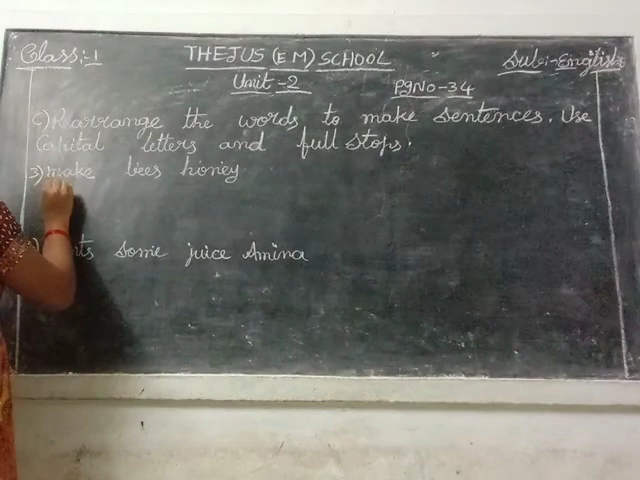 Class:-1 THEJUS (E M) SCHOOL Sub:-English
Unit-2 PgNo-34
C) Rearrange the words to make sentences. Use
Capital letters and full stops.
3) make bees honey
some juice Amina